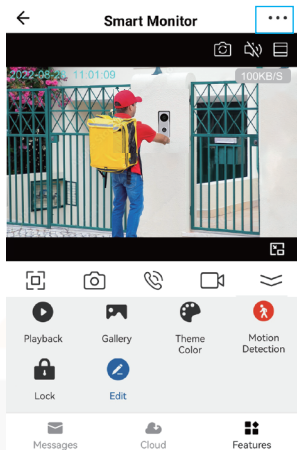 Smart Monitor
2022-08-28 11:01:09
100KB/S
Playback
Gallery
Theme
Color
Motion
Detection
Lock
Edit
Messages
Cloud
Features